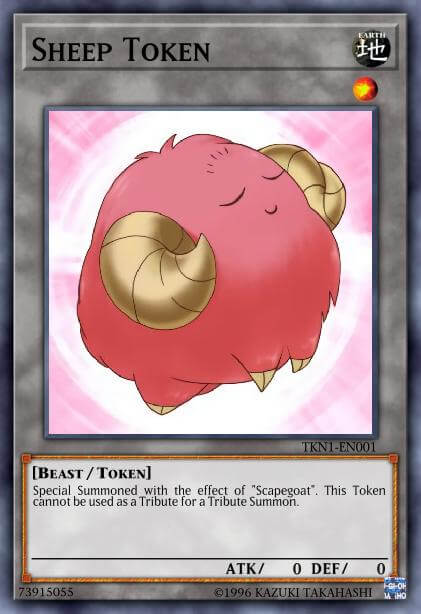 Sheep Token
EARTH
地
TKN1-EN001
[Beast / Token]
Special Summoned with the effect of "Scapegoat". This Token
cannot be used as a Tribute for a Tribute Summon.
ATK/ 0 DEF/ 0
73915055
©1996 KAZUKI TAKAHASHI